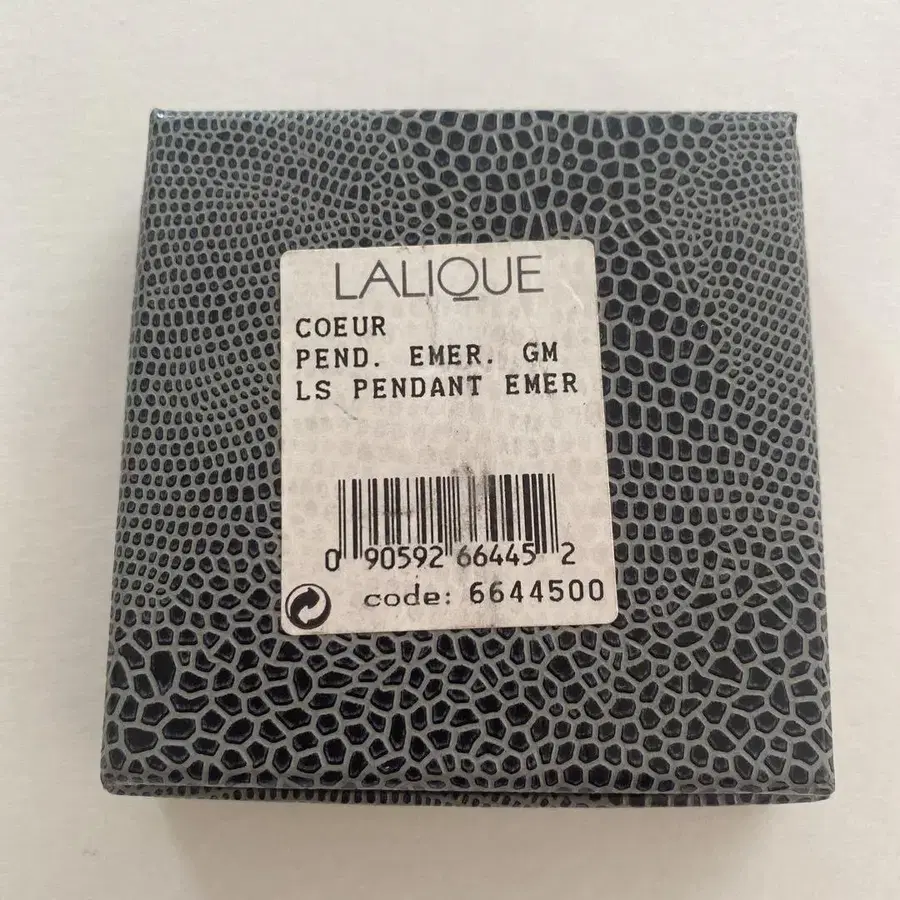 LALIQUE
COEUR
PEND. EMER. GM
LS PENDANT EMER
0 90592 66445 2
code: 6644500